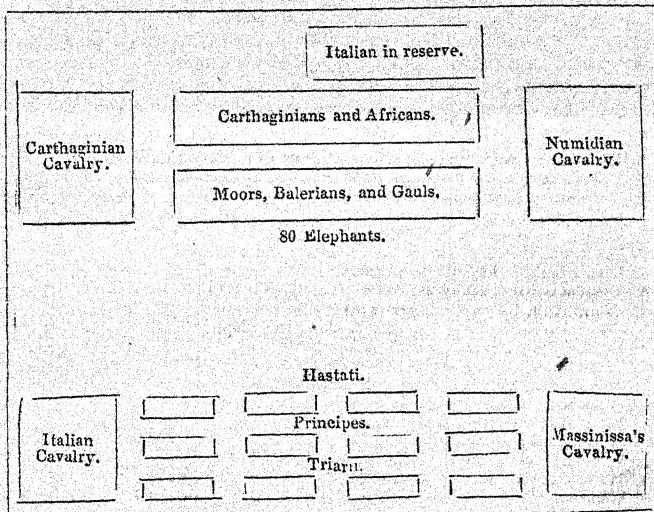 Italian in reserve.
Carthaginians and Africans.
Carthaginian
Cavalry.
Numidian
Cavalry.
Moors, Balerians, and Gauls.
80 Elephants.
Hastati.
Principes.
Italian
Cavalry.
Massinissa's
Cavalry.
Triarii.